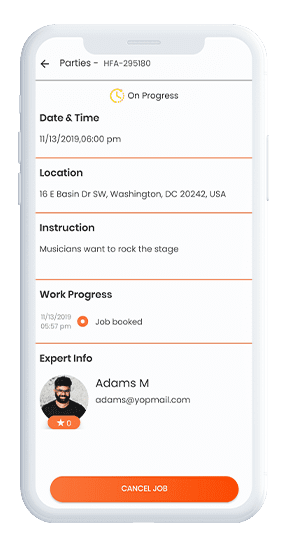 Parties - HFA-295180
On Progress
Date & Time
11/13/2019,06:00 pm
Location
16 E Basin Dr SW, Washington, DC 20242, USA
Instruction
Musicians want to rock the stage
Work Progress
11/13/2019
05:57 pm
Job booked
Expert Info
Adams M
adams@yopmail.com
★ 0
CANCEL JOB